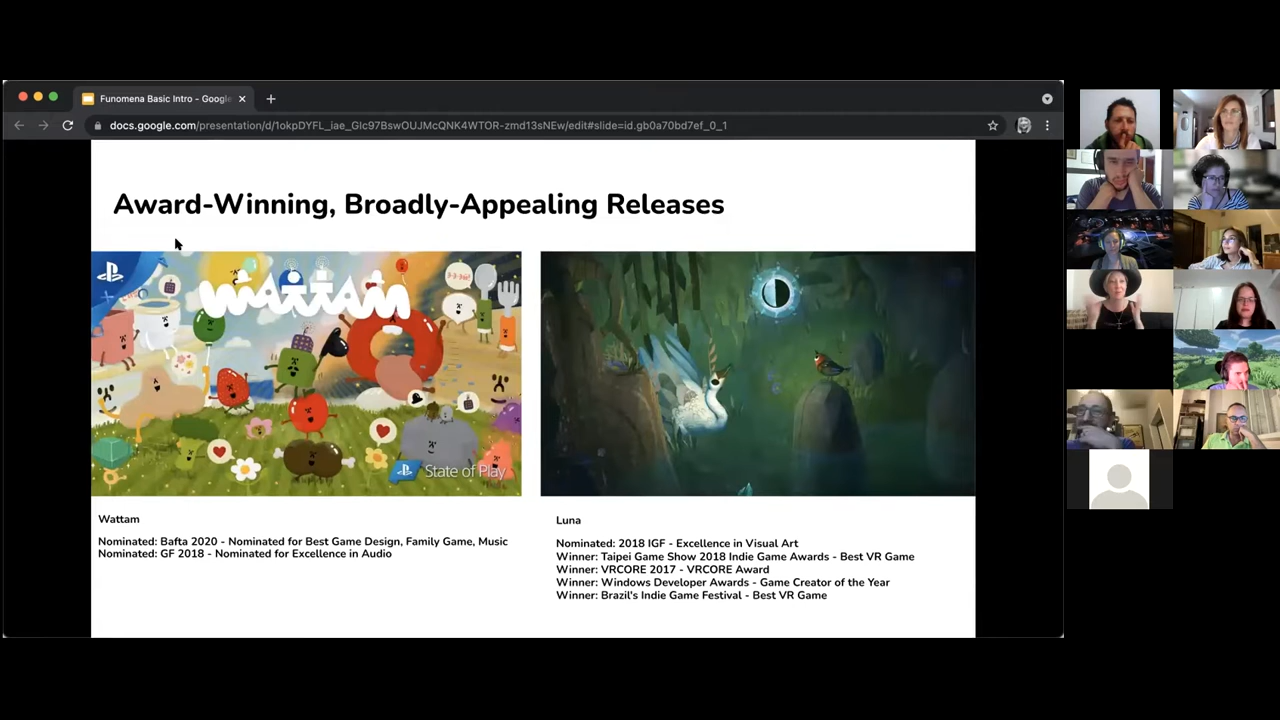 Funomena Basic Intro - Google
docs.google.com/presentation/d/1okpDYFL_iae_Glc97BswOUJMcQNK4WTOR-zmd13sNEw/edit#slide=id.gb0a70bd7ef_0_1
Award-Winning, Broadly-Appealing Releases
WATTAM
State of Play
Wattam
Nominated: Bafta 2020 - Nominated for Best Game Design, Family Game, Music
Nominated: GF 2018 - Nominated for Excellence in Audio
Luna
Nominated: 2018 IGF - Excellence in Visual Art
Winner: Taipei Game Show 2018 Indie Game Awards - Best VR Game
Winner: VRCORE 2017 - VRCORE Award
Winner: Windows Developer Awards - Game Creator of the Year
Winner: Brazil's Indie Game Festival - Best VR Game